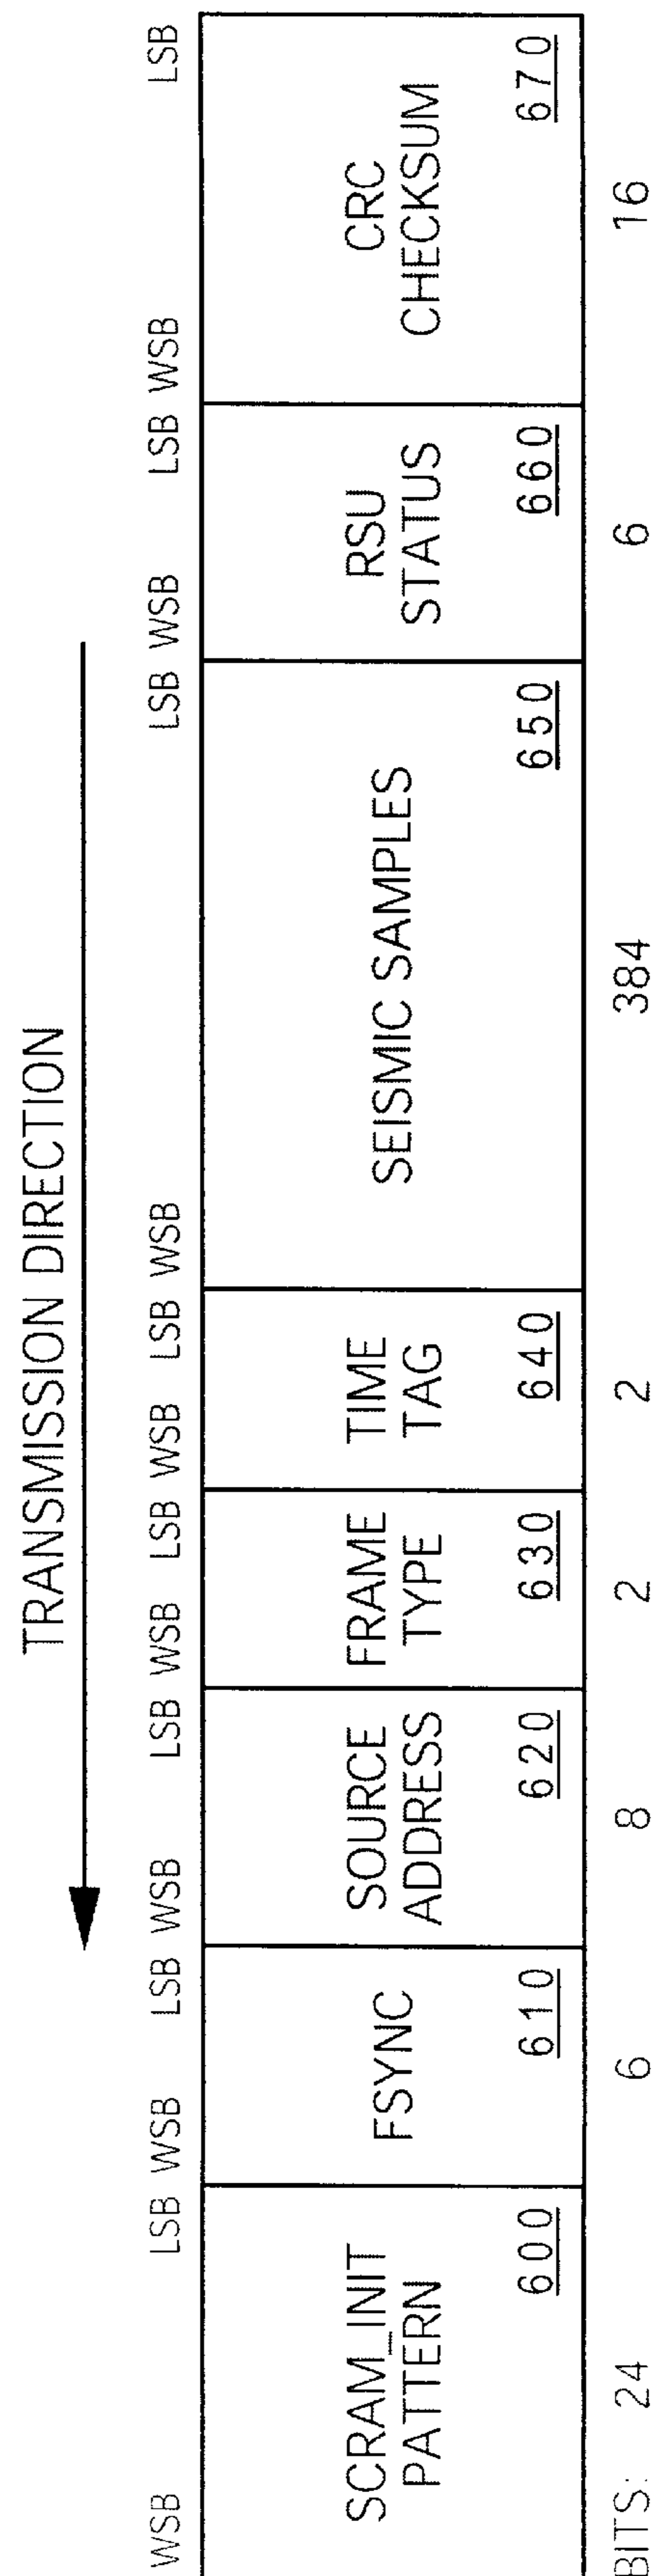 TRANSMISSION DIRECTION
WSB LSB WSB LSB WSB LSB WSB LSB WSB LSB WSB LSB WSB LSB WSB LSB
SCRAM_INIT
PATTERN
600
FSYNC
610
SOURCE
ADDRESS
620
FRAME
TYPE
630
TIME
TAG
640
SEISMIC SAMPLES
650
RSU
STATUS
660
CRC
CHECKSUM
670
BITS: 24 6 8 2 2 384 6 16